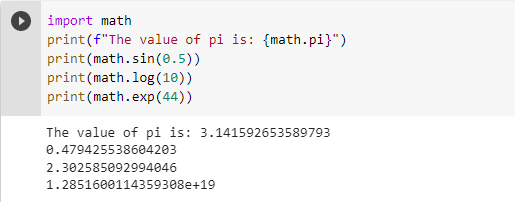 import math
print(f"The value of pi is: {math.pi}")
print(math.sin(0.5))
print(math.log(10))
print(math.exp(44))
The value of pi is: 3.141592653589793
0.479425538604203
2.302585092994046
1.2851600114359308e+19